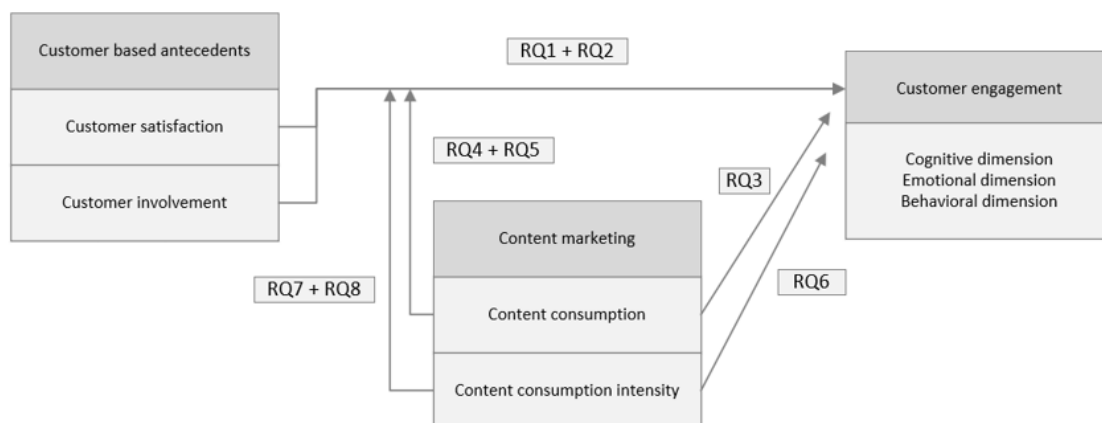 Customer based antecedents
Customer satisfaction
Customer involvement
RQ1 + RQ2
RQ4 + RQ5
RQ7 + RQ8
Content marketing
Content consumption
Content consumption intensity
RQ3
RQ6
Customer engagement
Cognitive dimension
Emotional dimension
Behavioral dimension